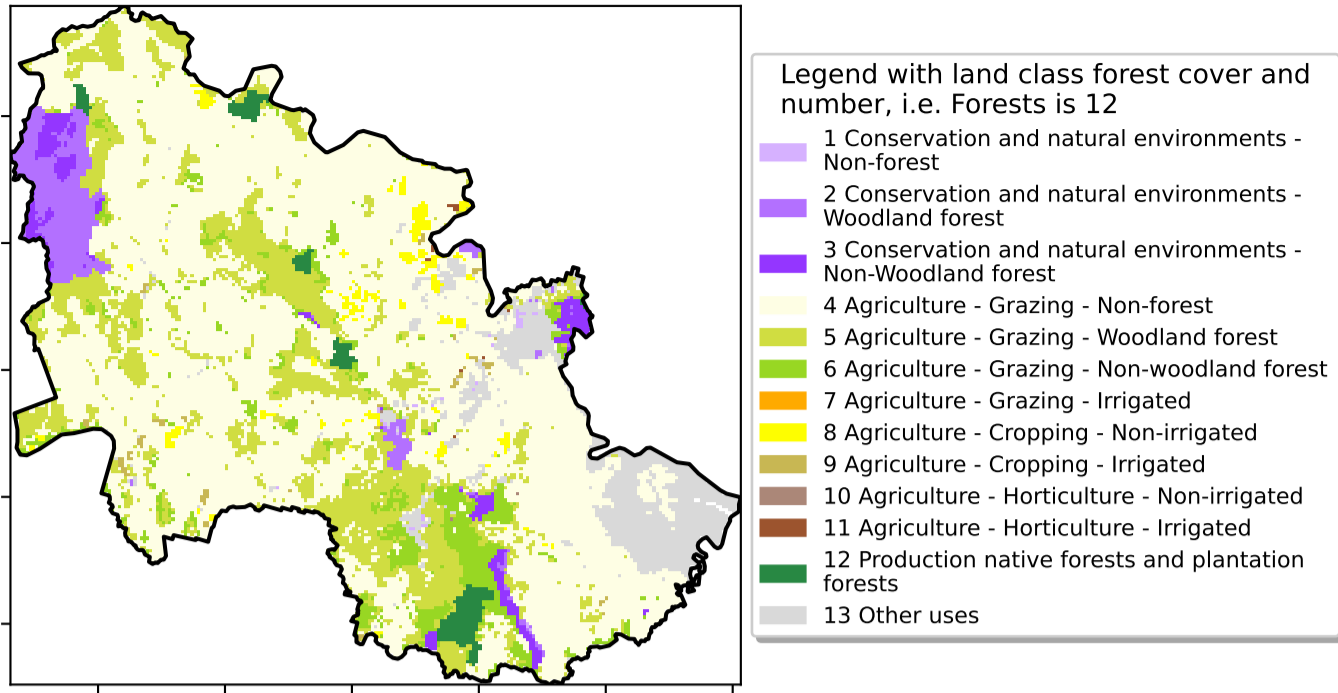 Legend with land class forest cover and
number, i.e. Forests is 12
1 Conservation and natural environments -
Non-forest
2 Conservation and natural environments -
Woodland forest
3 Conservation and natural environments -
Non-Woodland forest
4 Agriculture - Grazing - Non-forest
5 Agriculture - Grazing - Woodland forest
6 Agriculture - Grazing - Non-woodland forest
7 Agriculture - Grazing - Irrigated
8 Agriculture - Cropping - Non-irrigated
9 Agriculture - Cropping - Irrigated
10 Agriculture - Horticulture - Non-irrigated
11 Agriculture - Horticulture - Irrigated
12 Production native forests and plantation
forests
13 Other uses